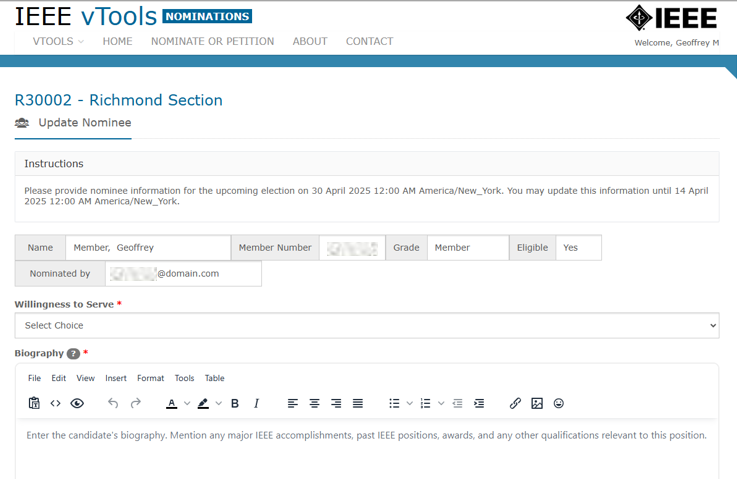 IEEE vTools NOMINATIONS
IEEE
VTOOLS HOME NOMINATE OR PETITION ABOUT CONTACT
Welcome, Geoffrey M
R30002 - Richmond Section
Update Nominee
Instructions
Please provide nominee information for the upcoming election on 30 April 2025 12:00 AM America/New_York. You may update this information until 14 April
2025 12:00 AM America/New_York.
Name Member, Geoffrey Member Number Grade Member Eligible Yes
Nominated by @domain.com
Willingness to Serve *
Select Choice
Biography ? *
File Edit View Insert Format Tools Table
A B I
Enter the candidate's biography. Mention any major IEEE accomplishments, past IEEE positions, awards, and any other qualifications relevant to this position.